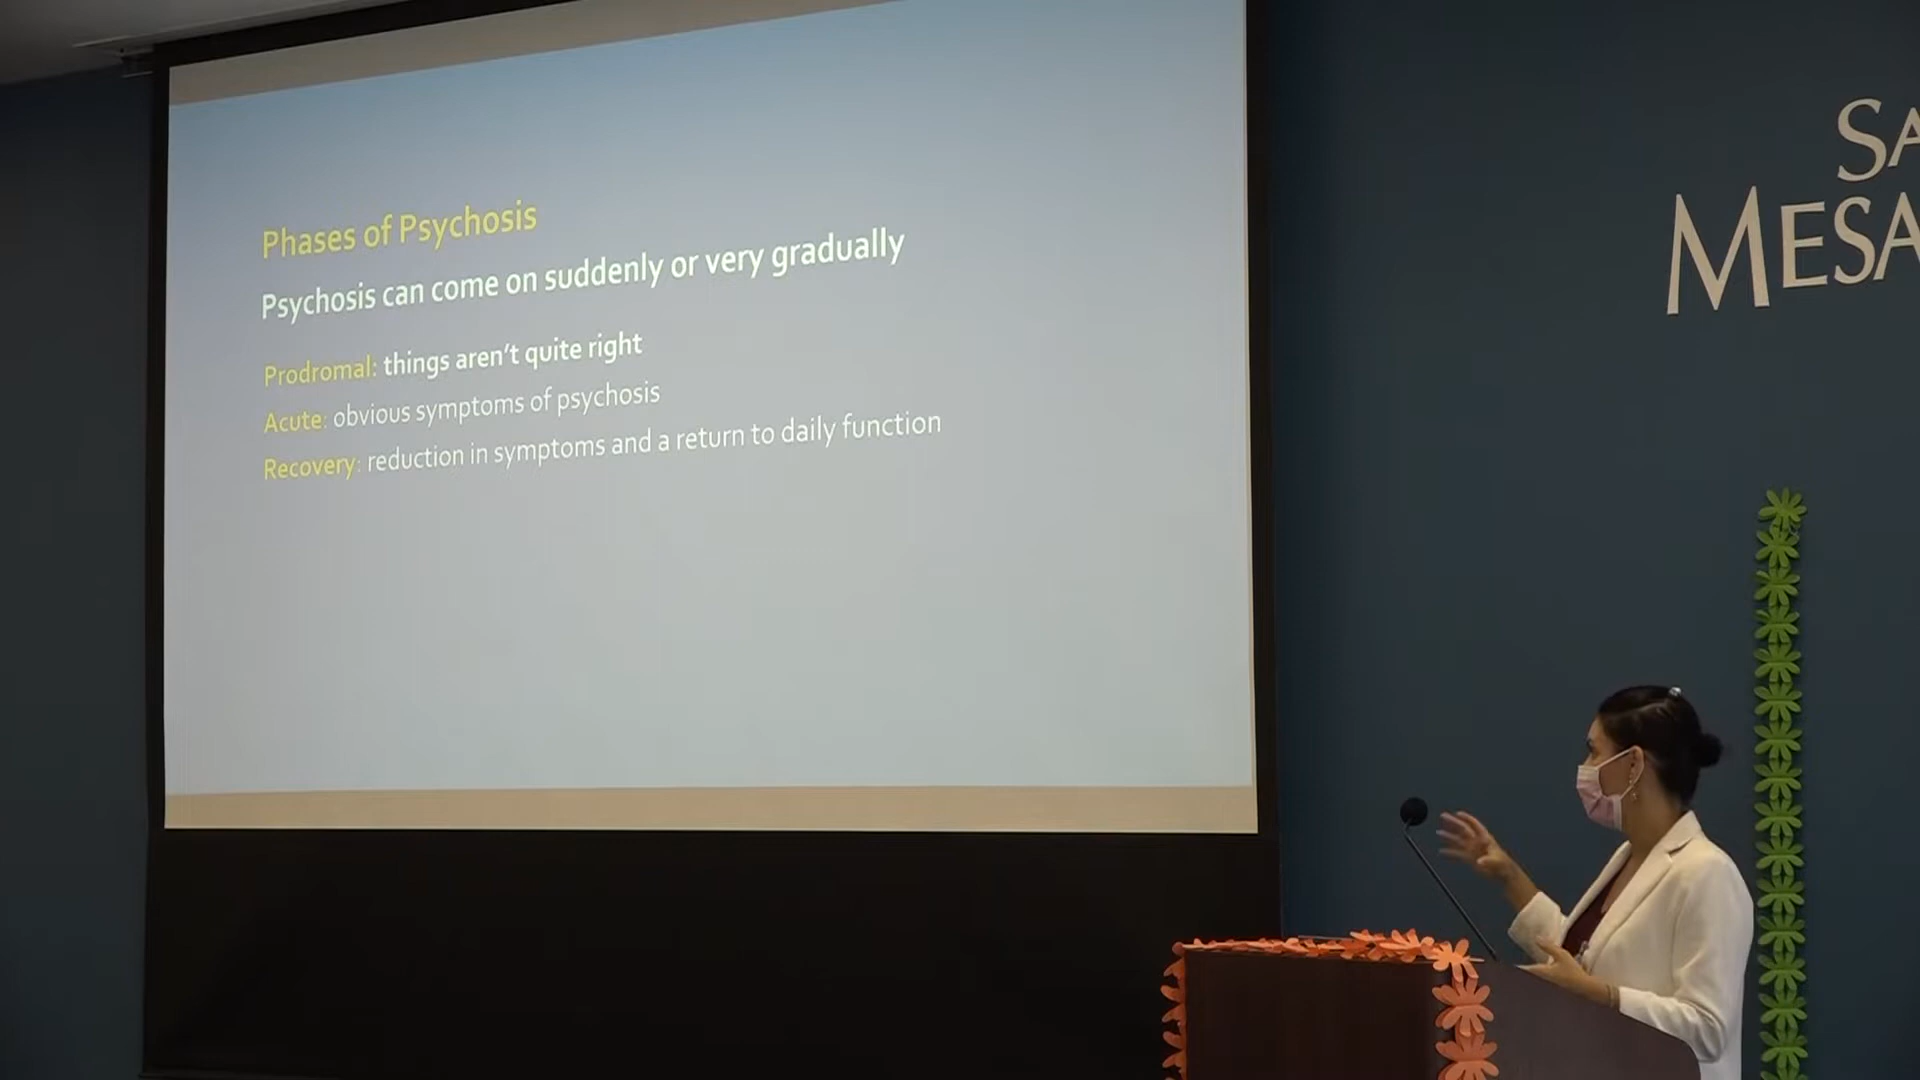 Phases of Psychosis
Psychosis can come on suddenly or very gradually
Prodromal: things aren't quite right
Acute: obvious symptoms of psychosis
Recovery: reduction in symptoms and a return to daily function
SA
MESA